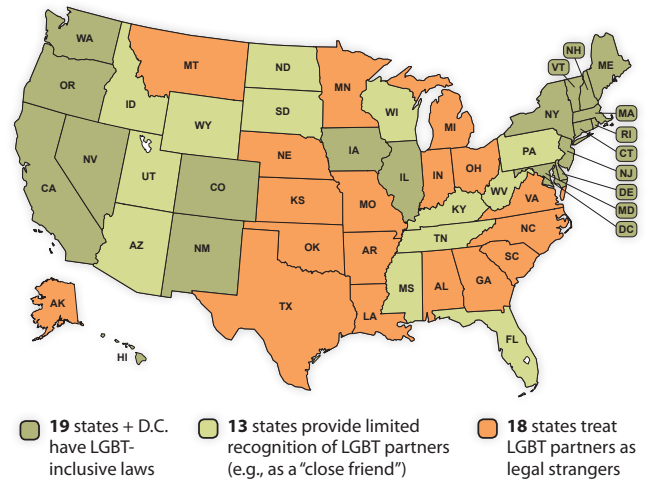 WA
OR
CA
NV
ID
MT
WY
UT
AZ
CO
NM
ND
SD
NE
KS
OK
TX
MN
IA
MO
AR
LA
WI
IL
MI
IN
OH
KY
TN
MS
AL
GA
FL
SC
NC
VA
WV
PA
NY
VT
NH
ME
MA
RI
CT
NJ
DE
MD
DC
AK
HI
19 states + D.C.
have LGBT-
inclusive laws
13 states provide limited
recognition of LGBT partners
(e.g., as a “close friend”)
18 states treat
LGBT partners as
legal strangers